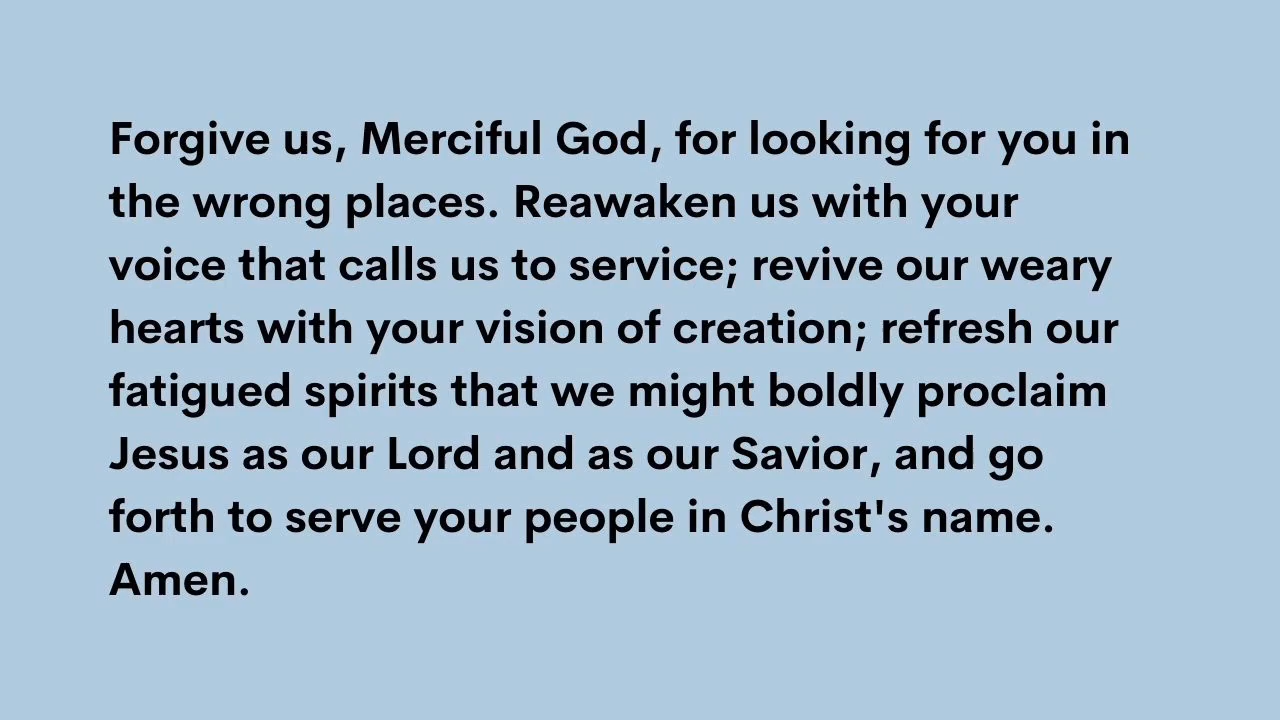 Forgive us, Merciful God, for looking for you in
the wrong places. Reawaken us with your
voice that calls us to service; revive our weary
hearts with your vision of creation; refresh our
fatigued spirits that we might boldly proclaim
Jesus as our Lord and as our Savior, and go
forth to serve your people in Christ's name.
Amen.